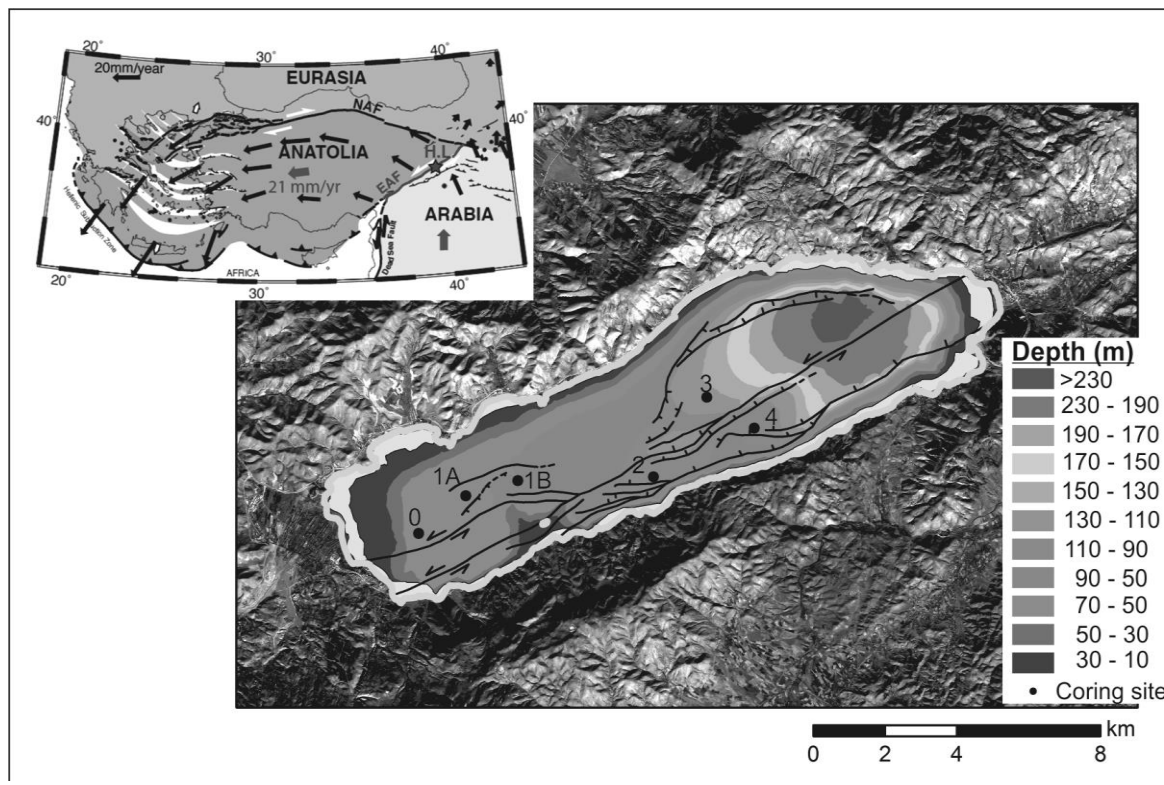 20°
30°
40°
20mm/year
EURASIA
NAF
40°
40°
ANATOLIA
H.L
21 mm/yr
EAF
ARABIA
Hellenic Subduction Zone
Dead Sea Fault
AFRICA
20°
30°
40°
3
4
2
1A
1B
0
Depth (m)
>230
230 - 190
190 - 170
170 - 150
150 - 130
130 - 110
110 - 90
90 - 50
70 - 50
50 - 30
30 - 10
Coring site
km
0 2 4 8